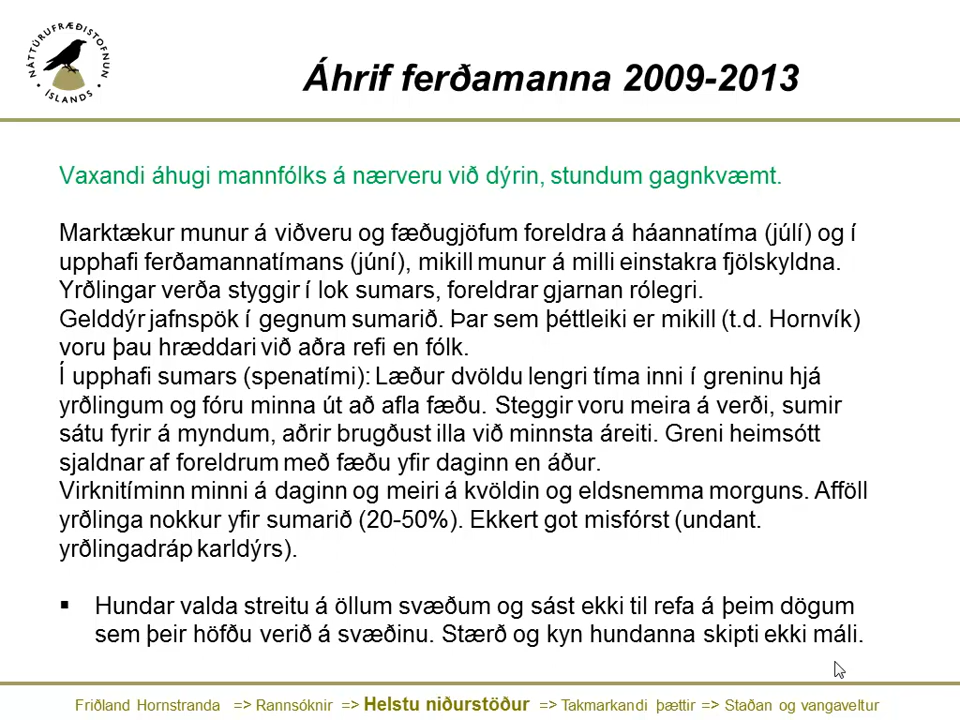 NÁTTÚRUFRÆÐISTOFNUN
ÍSLANDS
Áhrif ferðamanna 2009-2013
Vaxandi áhugi mannfólks á nærveru við dýrin, stundum gagnkvæmt.
Marktækur munur á viðveru og fæðugjöfum foreldra á háannatíma (júlí) og í
upphafi ferðamannatímans (júní), mikill munur á milli einstakra fjölskyldna.
Yrðlingar verða styggir í lok sumars, foreldrar gjarnan rólegri.
Gelddýr jafnspök í gegnum sumarið. Þar sem þéttleiki er mikill (t.d. Hornvík)
voru þau hræddari við aðra refi en fólk.
Í upphafi sumars (spenatími): Læður dvöldu lengri tíma inni í greninu hjá
yrðlingum og fóru minna út að afla fæðu. Steggir voru meira á verði, sumir
sátu fyrir á myndum, aðrir brugðust illa við minnsta áreiti. Greni heimsótt
sjaldnar af foreldrum með fæðu yfir daginn en áður.
Virknitíminn minni á daginn og meiri á kvöldin og eldsnemma morguns. Afföll
yrðlinga nokkur yfir sumarið (20-50%). Ekkert got misfórst (undant.
yrðlingadráp karldýrs).
▪ Hundar valda streitu á öllum svæðum og sást ekki til refa á þeim dögum
sem þeir höfðu verið á svæðinu. Stærð og kyn hundanna skipti ekki máli.
Friðland Hornstranda => Rannsóknir => Helstu niðurstöður => Takmarkandi þættir => Staðan og vangaveltur